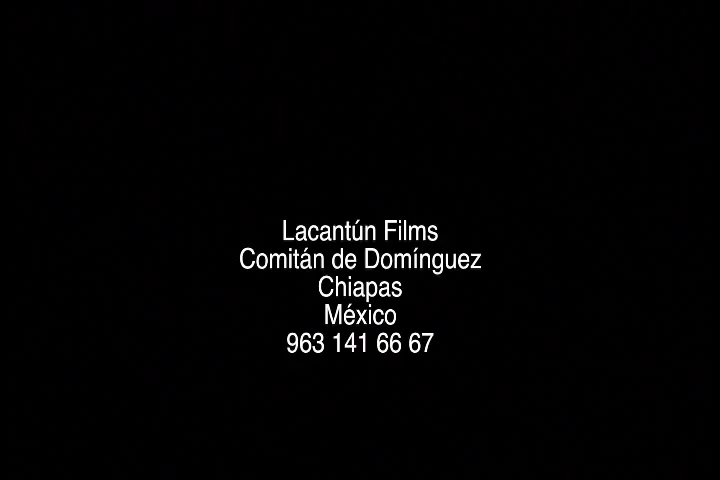 Lacantún Films
Comitán de Domínguez
Chiapas
México
963 141 66 67